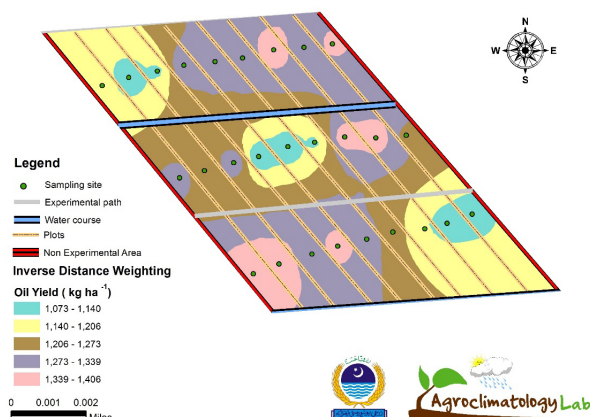 N
W E
S
Legend
Sampling site
Experimental path
Water course
Plots
Non Experimental Area
Inverse Distance Weighting
Oil Yield ( kg ha -1)
1,073 - 1,140
1,140 - 1,206
1,206 - 1,273
1,273 - 1,339
1,339 - 1,406
0 0.001 0.002
Miles
Agroclimatology Lab